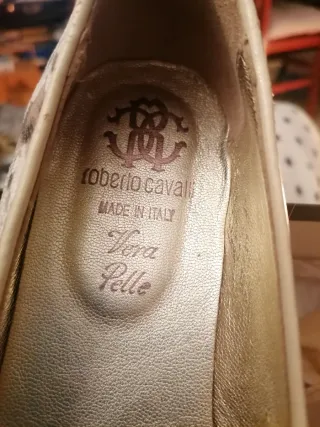 roberto cavalli
MADE IN ITALY
Vera
Pelle